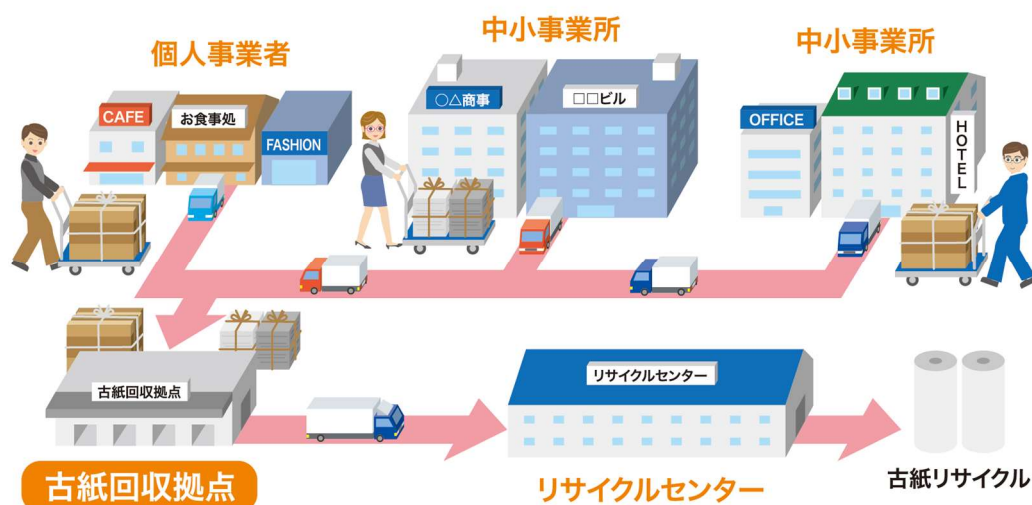 個人事業者
中小事業所
中小事業所
CAFE
お食事処
FASHION
○△商事
□□ビル
OFFICE
HOTEL
古紙回収拠点
リサイクルセンター
古紙回収拠点
リサイクルセンター
古紙リサイクル